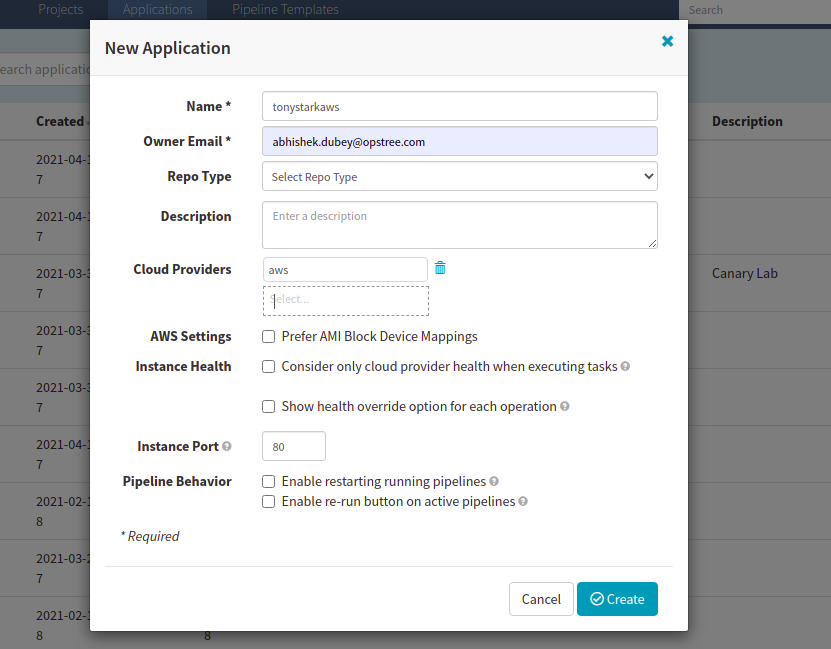 Projects Applications Pipeline Templates Search
New Application
earch applicatio
Name * tonystarkaws
Created Description
Owner Email * abhishek.dubey@opstree.com
2021-04-1
7
Repo Type Select Repo Type
2021-04-1
7
Description Enter a description
2021-03-3
7
Cloud Providers aws
Canary Lab
Select...
2021-03-3
7
AWS Settings Prefer AMI Block Device Mappings
Instance Health Consider only cloud provider health when executing tasks
2021-03-3
7
Show health override option for each operation
2021-04-1
7
Instance Port 80
Pipeline Behavior Enable restarting running pipelines
2021-02-1
8
Enable re-run button on active pipelines
* Required
2021-03-2
7
Cancel Create
2021-02-1
8 8